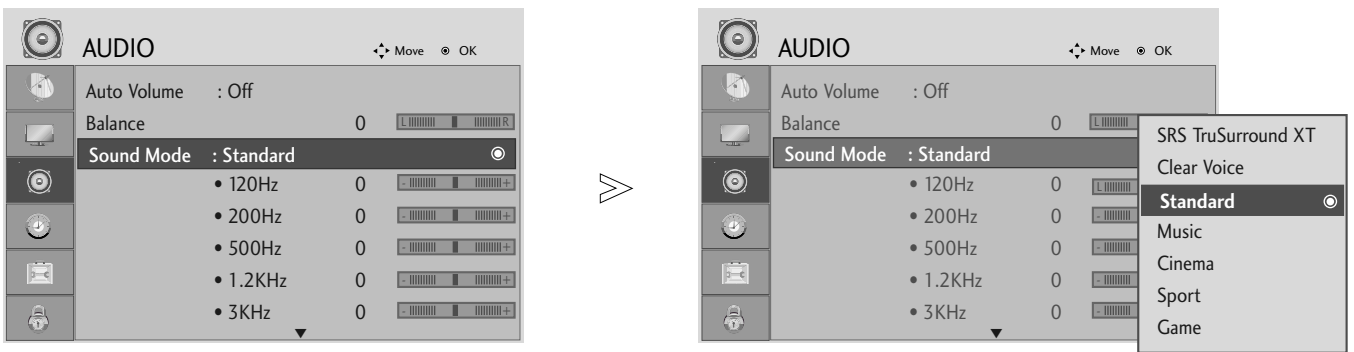 AUDIO
Move OK
Auto Volume : Off
Balance 0 L R
Sound Mode : Standard
• 120Hz 0 - +
• 200Hz 0 - +
• 500Hz 0 - +
• 1.2KHz 0 - +
• 3KHz 0 - +
AUDIO
Move OK
Auto Volume : Off
Balance 0 L
Sound Mode : Standard
• 120Hz 0 L
• 200Hz 0 -
• 500Hz 0 -
• 1.2KHz 0 -
• 3KHz 0 -
SRS TruSurround XT
Clear Voice
Standard
Music
Cinema
Sport
Game